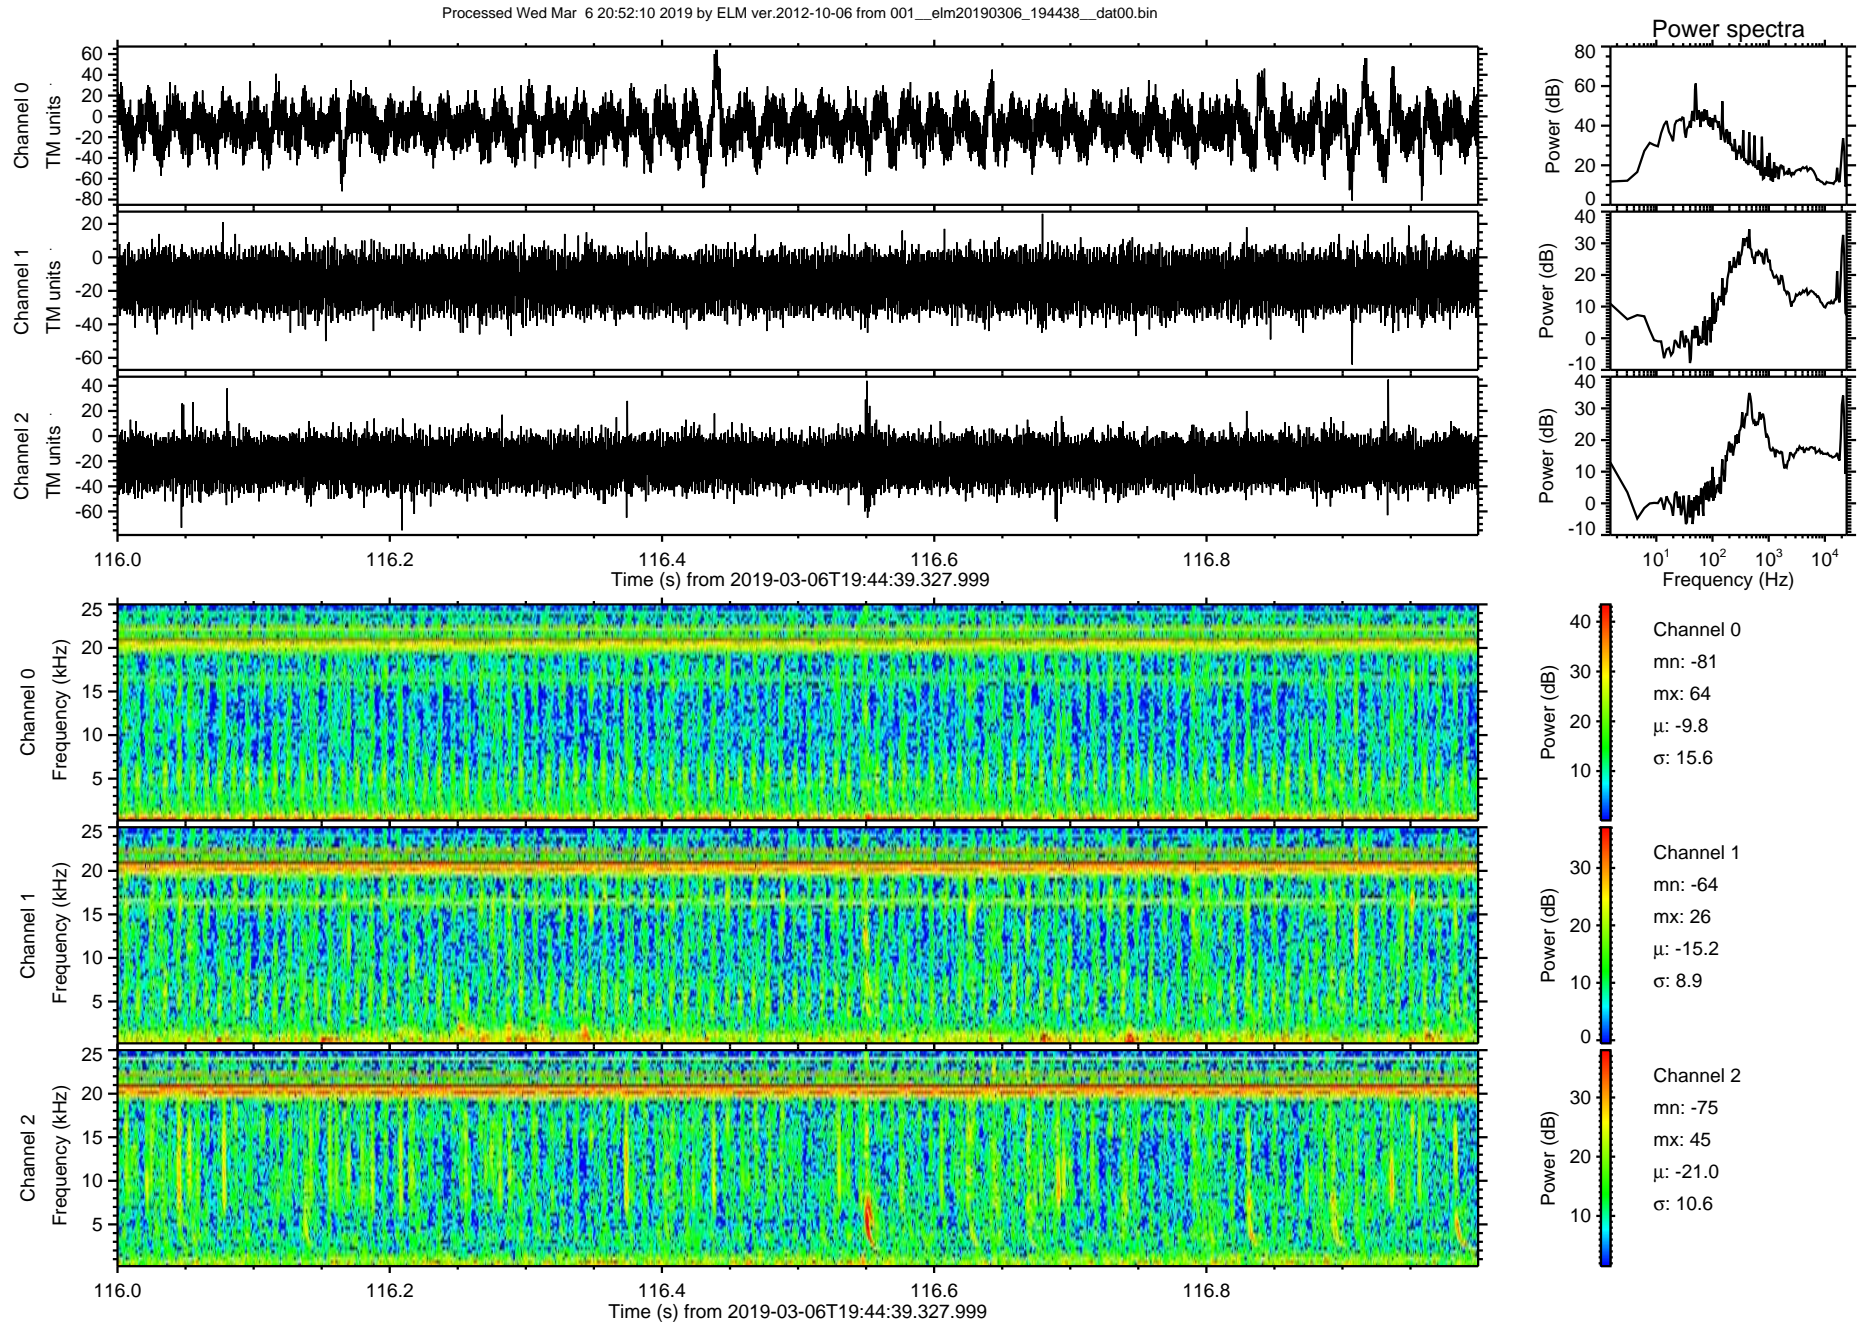 Processed Wed Mar  6 20:52:10 2019 by ELM ver.2012-10-06 from 001__elm20190306_194438__dat00.bin
Power spectra
Channel 0
TM units
60
40
20
0
-20
-40
-60
-80
Power (dB)
80
60
40
20
0
Channel 1
TM units
20
0
-20
-40
-60
Power (dB)
40
30
20
10
0
-10
Channel 2
TM units
40
20
0
-20
-40
-60
Power (dB)
40
30
20
10
0
-10
116.0 116.2 116.4 116.6 116.8
Time (s) from 2019-03-06T19:44:39.327.999
10^1 10^2 10^3 10^4
Frequency (Hz)
Channel 0
Frequency (kHz)
25
20
15
10
5
Power (dB)
40
30
20
10
Channel 0
mn: -81
mx: 64
μ: -9.8
σ: 15.6
Channel 1
Frequency (kHz)
25
20
15
10
5
Power (dB)
30
20
10
0
Channel 1
mn: -64
mx: 26
μ: -15.2
σ: 8.9
Channel 2
Frequency (kHz)
25
20
15
10
5
Power (dB)
30
20
10
Channel 2
mn: -75
mx: 45
μ: -21.0
σ: 10.6
116.0 116.2 116.4 116.6 116.8
Time (s) from 2019-03-06T19:44:39.327.999